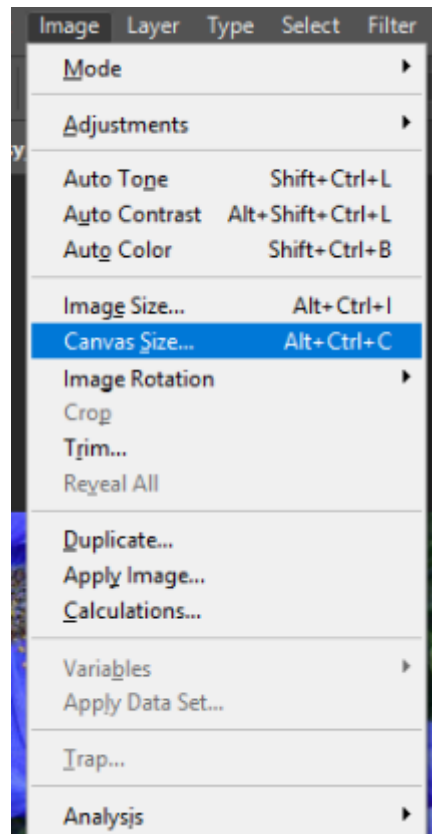 Image Layer Type Select Filter
Mode
Adjustments
Auto Tone Shift+Ctrl+L
Auto Contrast Alt+Shift+Ctrl+L
Auto Color Shift+Ctrl+B
Image Size... Alt+Ctrl+I
Canvas Size... Alt+Ctrl+C
Image Rotation
Crop
Trim...
Reveal All
Duplicate...
Apply Image...
Calculations...
Variables
Apply Data Set...
Trap...
Analysis